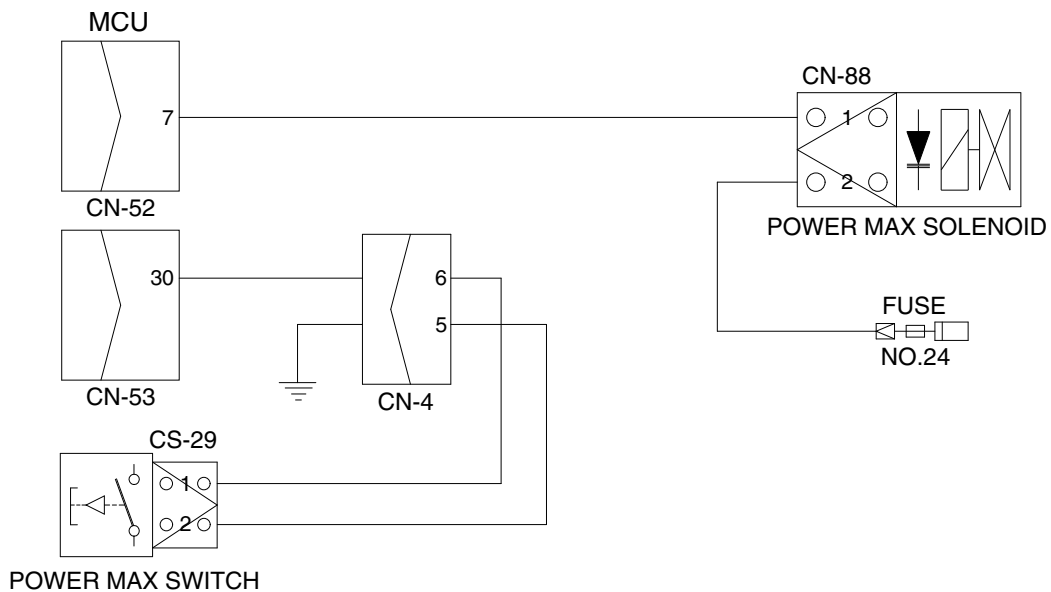 MCU
7
CN-52
CN-88
1
2
POWER MAX SOLENOID
30
CN-53
6
5
CN-4
FUSE
NO.24
CS-29
1
2
POWER MAX SWITCH